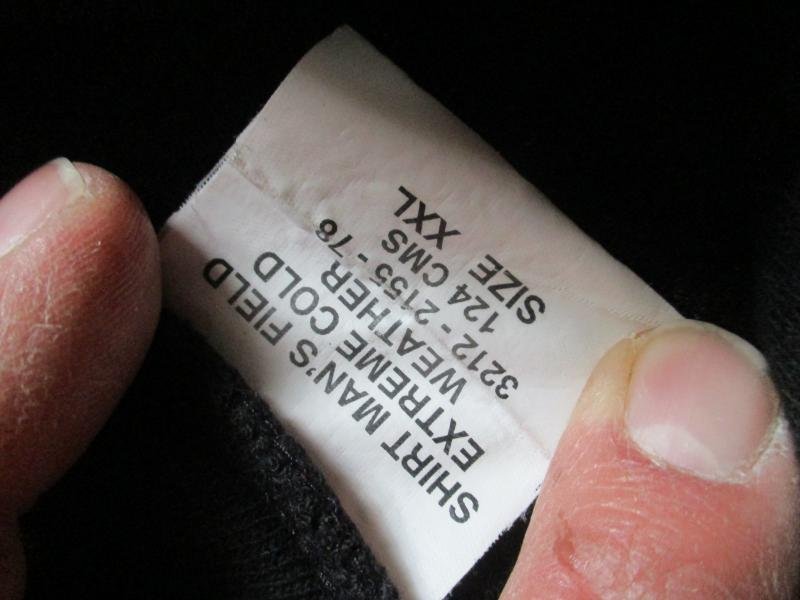 SHIRT MAN'S FIELD
EXTREME COLD
WEATHER
3212-2155-78
124 CMS
SIZE XXL